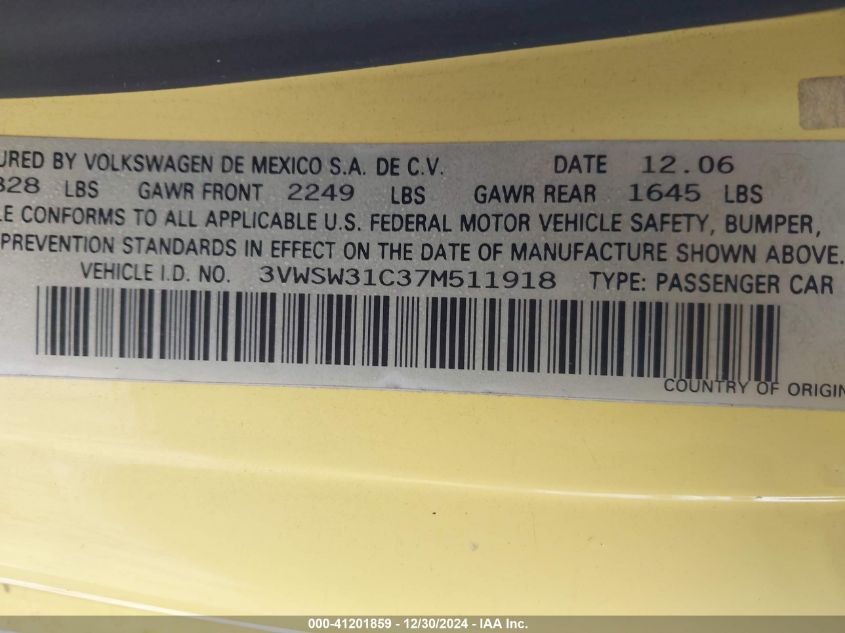 URED BY VOLKSWAGEN DE MEXICO S.A. DE C.V. DATE 12.06
328 LBS GAWR FRONT 2249 LBS GAWR REAR 1645 LBS
LE CONFORMS TO ALL APPLICABLE U.S. FEDERAL MOTOR VEHICLE SAFETY, BUMPER,
PREVENTION STANDARDS IN EFFECT ON THE DATE OF MANUFACTURE SHOWN ABOVE.
VEHICLE I.D. NO. 3VWSW31C37M511918 TYPE: PASSENGER CAR
COUNTRY OF ORIGIN
000-41201859 - 12/30/2024 - IAA Inc.